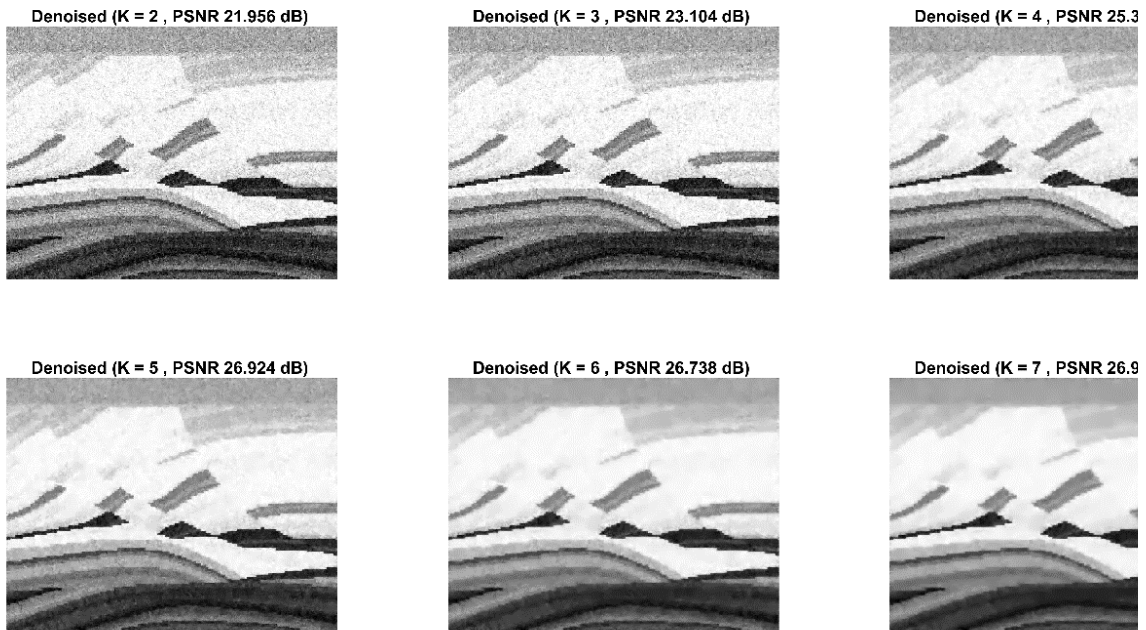 Denoised (K = 2 , PSNR 21.956 dB)
Denoised (K = 3 , PSNR 23.104 dB)
Denoised (K = 4 , PSNR 25.3
Denoised (K = 5 , PSNR 26.924 dB)
Denoised (K = 6 , PSNR 26.738 dB)
Denoised (K = 7 , PSNR 26.9